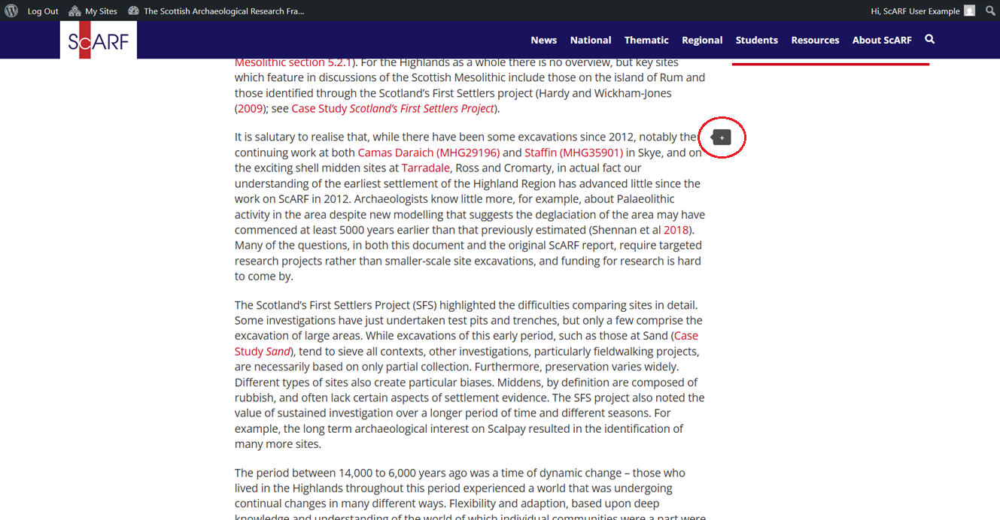 Log Out My Sites The Scottish Archaeological Research Fra... Hi, ScARF User Example
ScARF News National Thematic Regional Students Resources About ScARF
Mesolithic section 5.2.1). For the Highlands as a whole there is no overview, but key sites
which feature in discussions of the Scottish Mesolithic include those on the island of Rum and
those identified through the Scotland’s First Settlers project (Hardy and Wickham-Jones
(2009); see Case Study Scotland’s First Settlers Project).
It is salutary to realise that, while there have been some excavations since 2012, notably the +
continuing work at both Camas Daraich (MHG29196) and Staffin (MHG35901) in Skye, and on
the exciting shell midden sites at Tarradale, Ross and Cromarty, in actual fact our
understanding of the earliest settlement of the Highland Region has advanced little since the
work on ScARF in 2012. Archaeologists know little more, for example, about Palaeolithic
activity in the area despite new modelling that suggests the deglaciation of the area may have
commenced at least 5000 years earlier than that previously estimated (Shennan et al 2018).
Many of the questions, in both this document and the original ScARF report, require targeted
research projects rather than smaller-scale site excavations, and funding for research is hard
to come by.
The Scotland’s First Settlers Project (SFS) highlighted the difficulties comparing sites in detail.
Some investigations have just undertaken test pits and trenches, but only a few comprise the
excavation of large areas. While excavations of this early period, such as those at Sand (Case
Study Sand), tend to sieve all contexts, other investigations, particularly fieldwalking projects,
are necessarily based on only partial collection. Furthermore, preservation varies widely.
Different types of sites also create particular biases. Middens, by definition are composed of
rubbish, and often lack certain aspects of settlement evidence. The SFS project also noted the
value of sustained investigation over a longer period of time and different seasons. For
example, the long term archaeological interest on Scalpay resulted in the identification of
many more sites.
The period between 14,000 to 6,000 years ago was a time of dynamic change – those who
lived in the Highlands throughout this period experienced a world that was undergoing
continual changes in many different ways. Flexibility and adaption, based upon deep
knowledge and understanding of the world of which individual communities were a part were